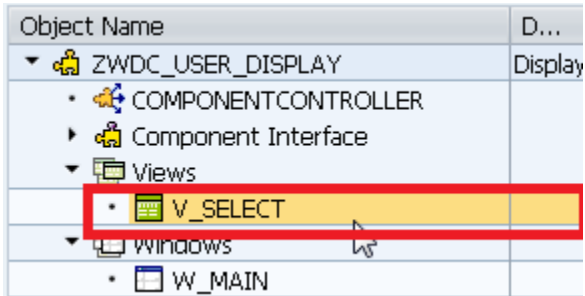 Object Name D...
ZWDC_USER_DISPLAY Display
COMPONENTCONTROLLER
Component Interface
Views
V_SELECT
Windows
W_MAIN